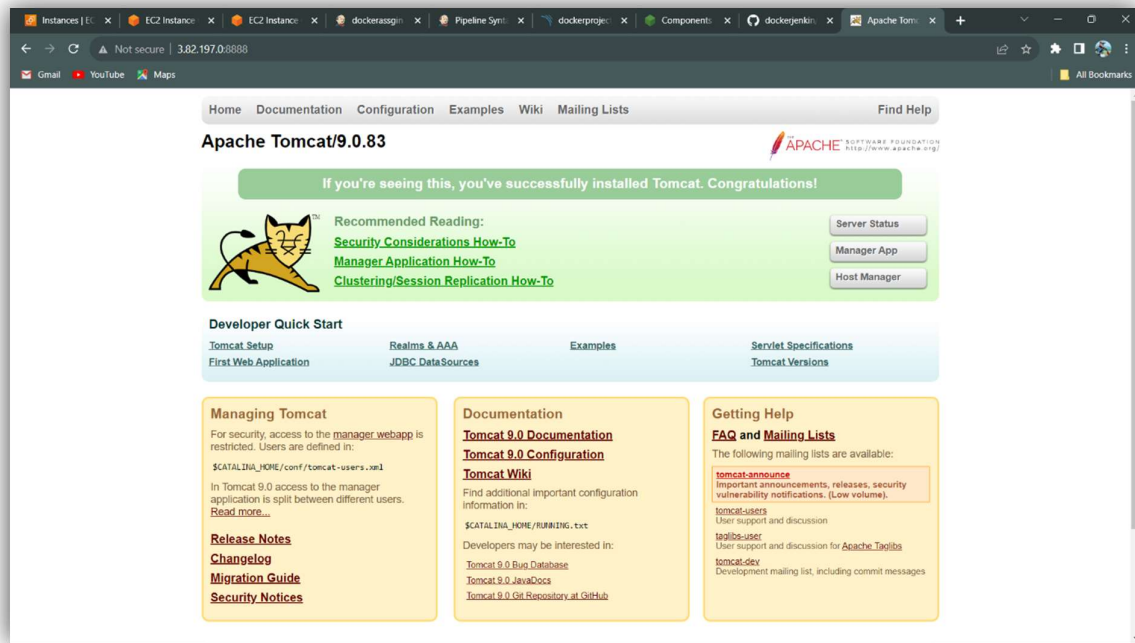 Instances | EC
EC2 Instance
EC2 Instance
dockerassgin
Pipeline Synt
dockerproject
Components
dockerjenkin
Apache Tomc
Not secure | 3.82.197.0:8888
Gmail YouTube Maps All Bookmarks
Home Documentation Configuration Examples Wiki Mailing Lists Find Help
Apache Tomcat/9.0.83
THE APACHE SOFTWARE FOUNDATION
http://www.apache.org/
If you're seeing this, you've successfully installed Tomcat. Congratulations!
TM
Recommended Reading:
Security Considerations How-To
Manager Application How-To
Clustering/Session Replication How-To
Server Status
Manager App
Host Manager
Developer Quick Start
Tomcat Setup
First Web Application
Realms & AAA
JDBC DataSources
Examples
Servlet Specifications
Tomcat Versions
Managing Tomcat
For security, access to the manager webapp is
restricted. Users are defined in:
$CATALINA_HOME/conf/tomcat-users.xml
In Tomcat 9.0 access to the manager
application is split between different users.
Read more...
Release Notes
Changelog
Migration Guide
Security Notices
Documentation
Tomcat 9.0 Documentation
Tomcat 9.0 Configuration
Tomcat Wiki
Find additional important configuration
information in:
$CATALINA_HOME/RUNNING.txt
Developers may be interested in:
Tomcat 9.0 Bug Database
Tomcat 9.0 JavaDocs
Tomcat 9.0 Git Repository at GitHub
Getting Help
FAQ and Mailing Lists
The following mailing lists are available:
tomcat-announce
Important announcements, releases, security
vulnerability notifications. (Low volume).
tomcat-users
User support and discussion
taglibs-user
User support and discussion for Apache Taglibs
tomcat-dev
Development mailing list, including commit messages